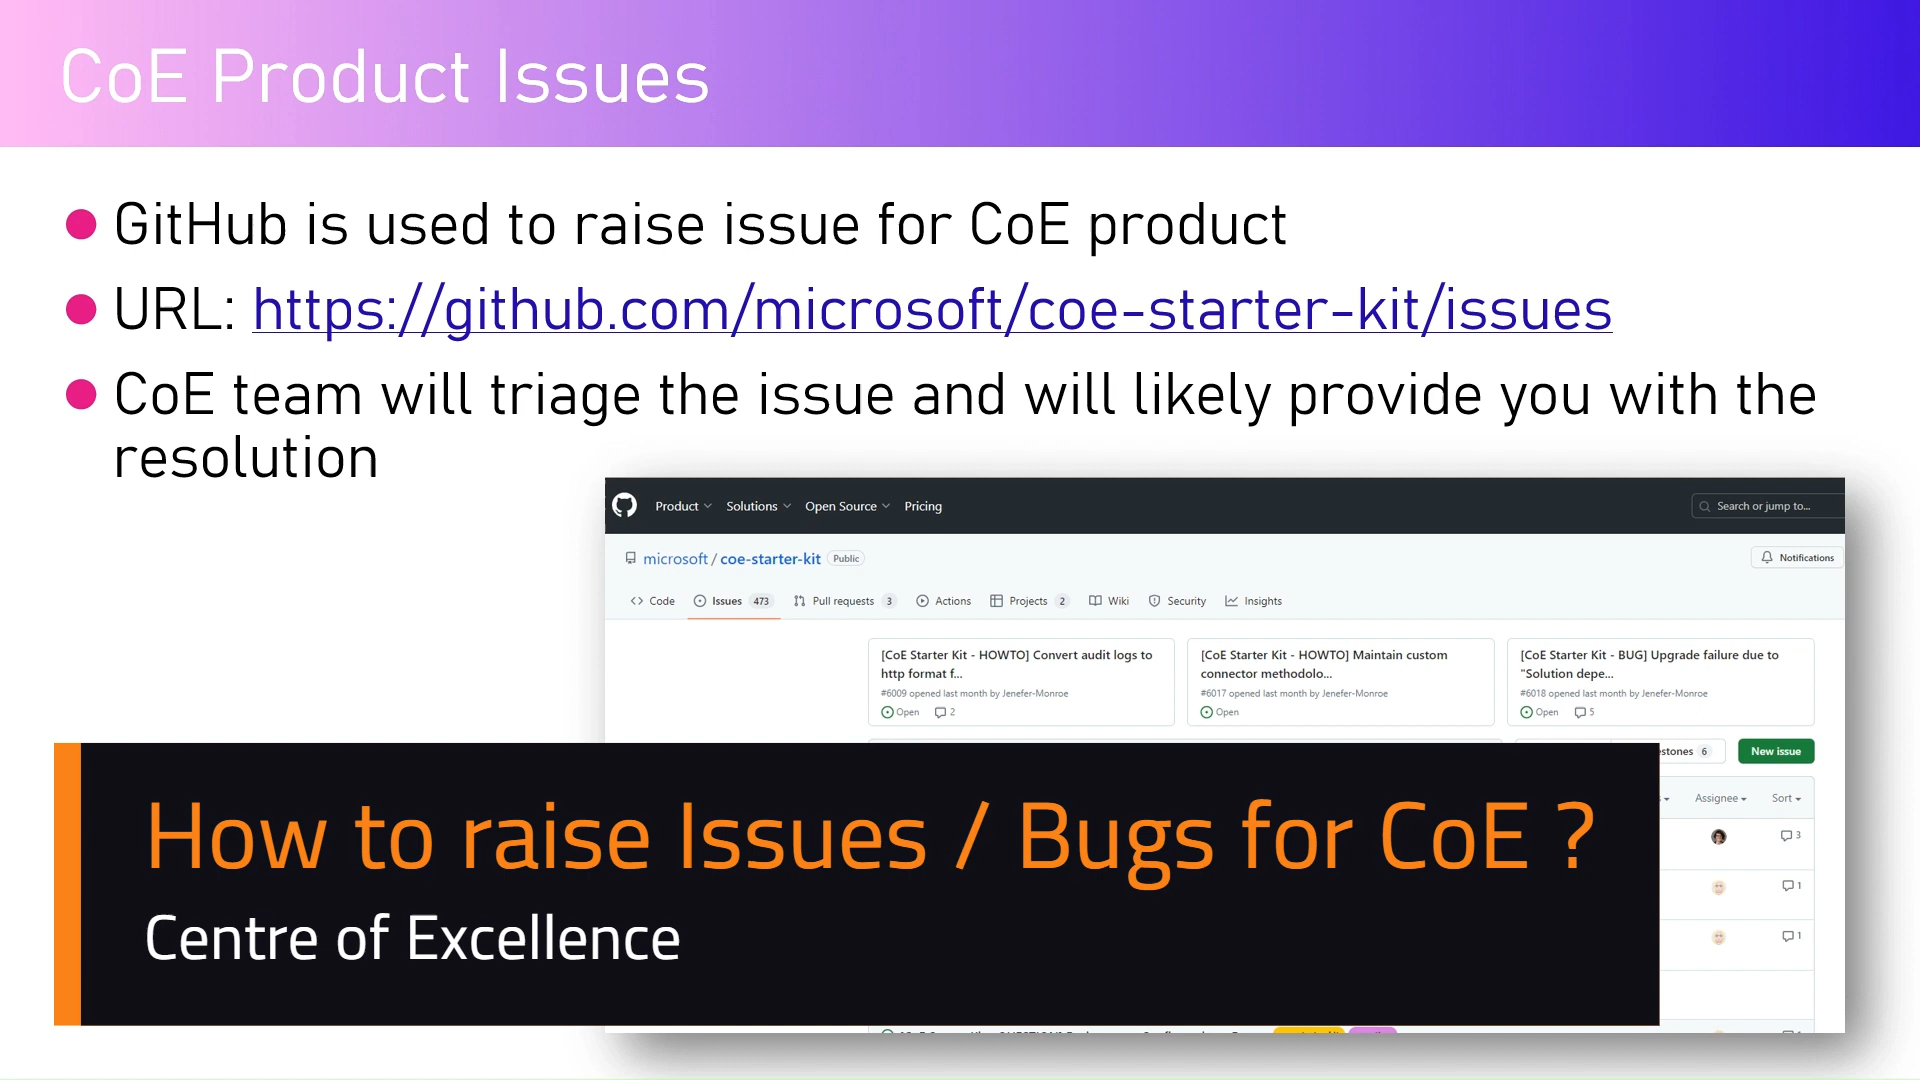 CoE Product Issues
GitHub is used to raise issue for CoE product
URL: https://github.com/microsoft/coe-starter-kit/issues
CoE team will triage the issue and will likely provide you with the
resolution
Product Solutions Open Source Pricing Search or jump to...
microsoft / coe-starter-kit Public Notifications
Code Issues 473 Pull requests 3 Actions Projects 2 Wiki Security Insights
[CoE Starter Kit - HOWTO] Convert audit logs to
http format f...
#6009 opened last month by Jenefer-Monroe
Open 2
[CoE Starter Kit - HOWTO] Maintain custom
connector methodolo...
#6017 opened last month by Jenefer-Monroe
Open
[CoE Starter Kit - BUG] Upgrade failure due to
"Solution depe...
#6018 opened last month by Jenefer-Monroe
Open 5
estones 6 New issue
Assignee Sort
3
1
1
How to raise Issues / Bugs for CoE ?
Centre of Excellence